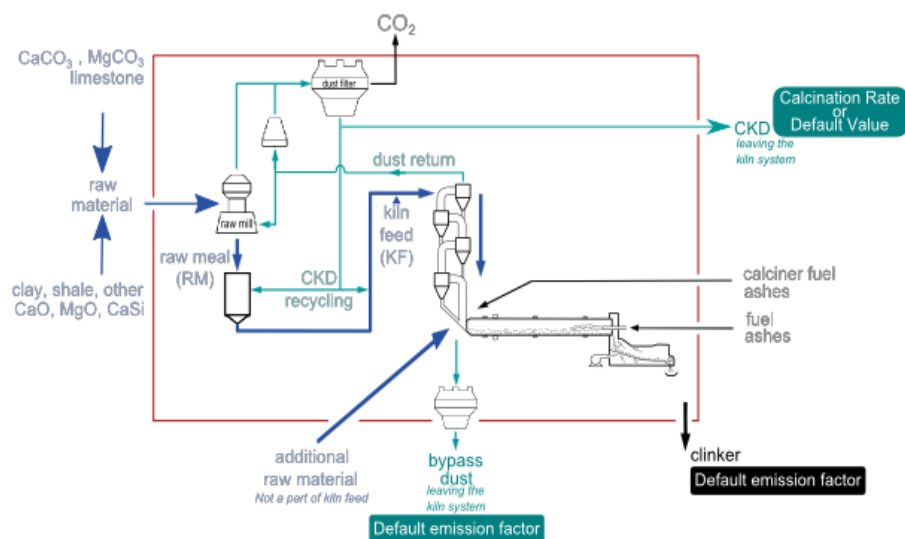 CO2
CaCO3 , MgCO3
limestone
dust filter
Calcination Rate
or
Default Value
CKD
leaving the
kiln system
dust return
raw
material
raw mill
kiln
feed
(KF)
raw meal
(RM)
CKD
recycling
clay, shale, other
CaO, MgO, CaSi
calciner fuel
ashes
fuel
ashes
additional
raw material
Not a part of kiln feed
bypass
dust
leaving the
kiln system
Default emission factor
clinker
Default emission factor